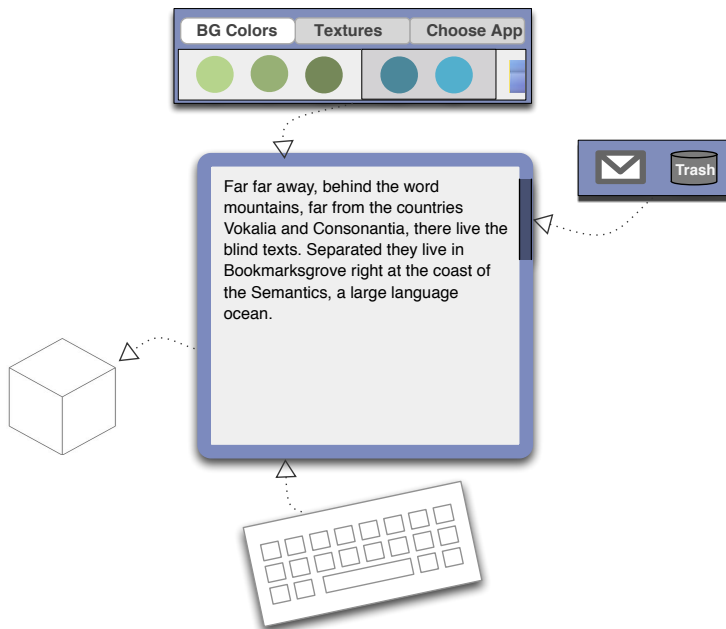 BG Colors Textures Choose App
Trash
Far far away, behind the word
mountains, far from the countries
Vokalia and Consonantia, there live the
blind texts. Separated they live in
Bookmarksgrove right at the coast of
the Semantics, a large language
ocean.